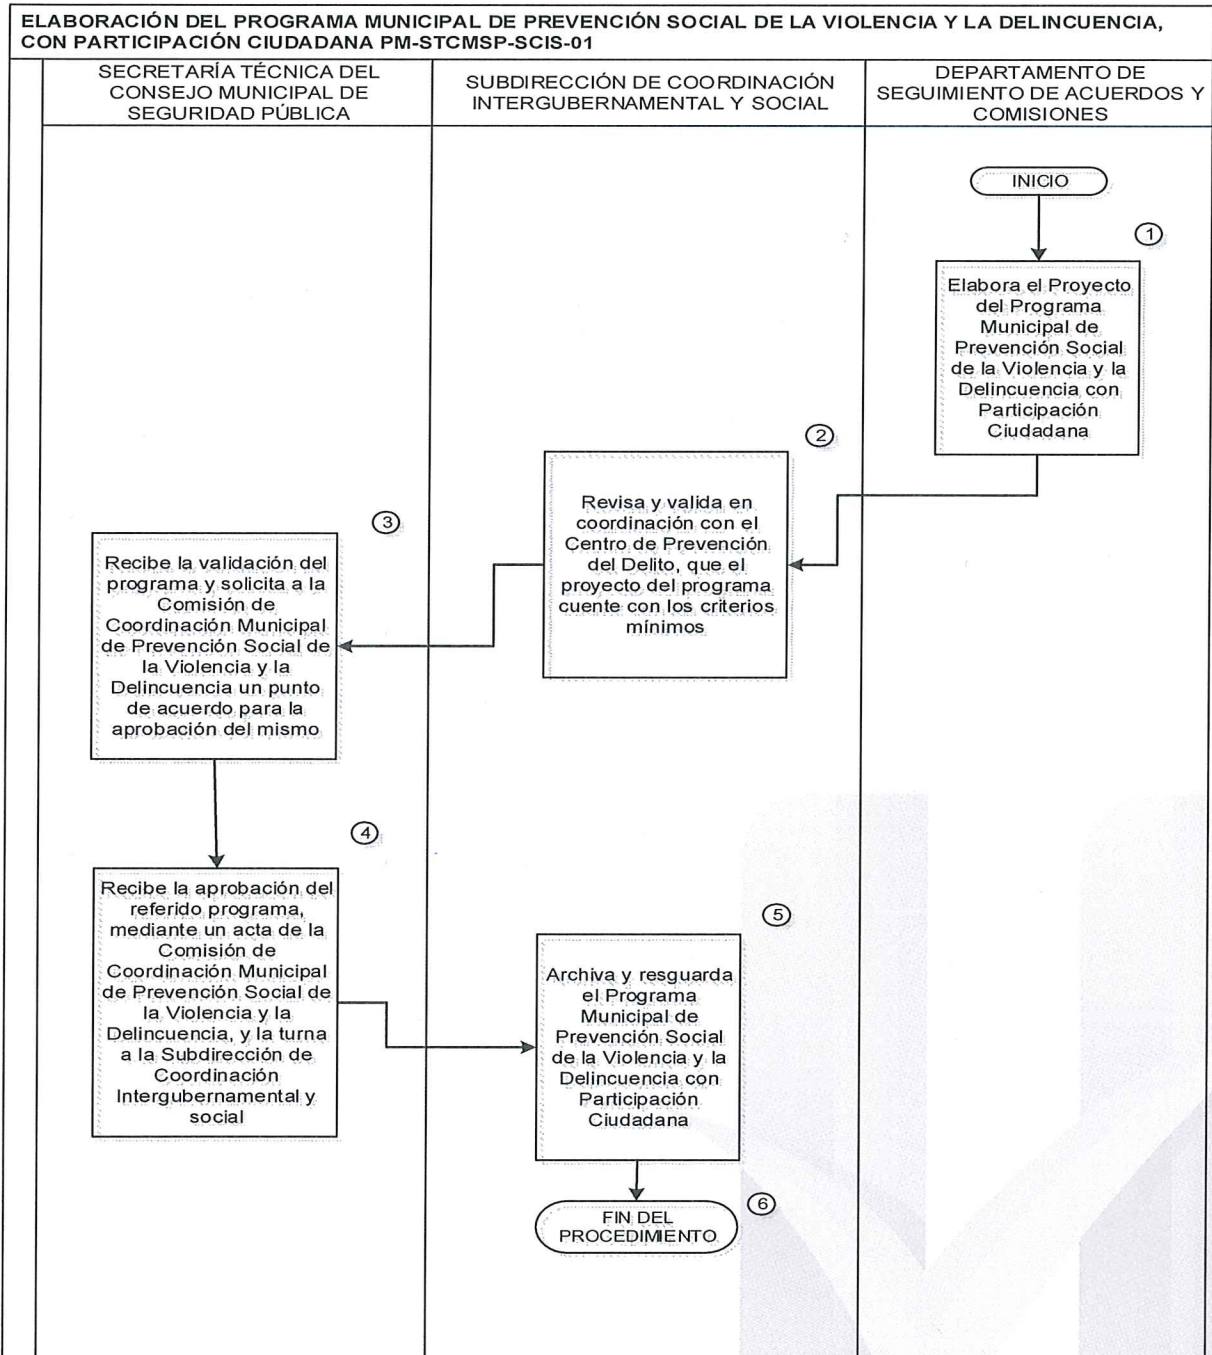 ELABORACIÓN DEL PROGRAMA MUNICIPAL DE PREVENCIÓN SOCIAL DE LA VIOLENCIA Y LA DELINCUENCIA,
CON PARTICIPACIÓN CIUDADANA PM-STCMSP-SCIS-01
SECRETARÍA TÉCNICA DEL
CONSEJO MUNICIPAL DE
SEGURIDAD PÚBLICA
SUBDIRECCIÓN DE COORDINACIÓN
INTERGUBERNAMENTAL Y SOCIAL
DEPARTAMENTO DE
SEGUIMIENTO DE ACUERDOS Y
COMISIONES
INICIO
1
Elabora el Proyecto
del Programa
Municipal de
Prevención Social
de la Violencia y la
Delincuencia con
Participación
Ciudadana
2
Revisa y valida en
coordinación con el
Centro de Prevención
del Delito, que el
proyecto del programa
cuente con los criterios
mínimos
3
Recibe la validación del
programa y solicita a la
Comisión de
Coordinación Municipal
de Prevención Social de
la Violencia y la
Delincuencia un punto
de acuerdo para la
aprobación del mismo
4
Recibe la aprobación del
referido programa,
mediante un acta de la
Comisión de
Coordinación Municipal
de Prevención Social de
la Violencia y la
Delincuencia, y la turna
a la Subdirección de
Coordinación
Intergubernamental y
social
5
Archiva y resguarda
el Programa
Municipal de
Prevención Social
de la Violencia y la
Delincuencia con
Participación
Ciudadana
6
FIN DEL
PROCEDIMIENTO